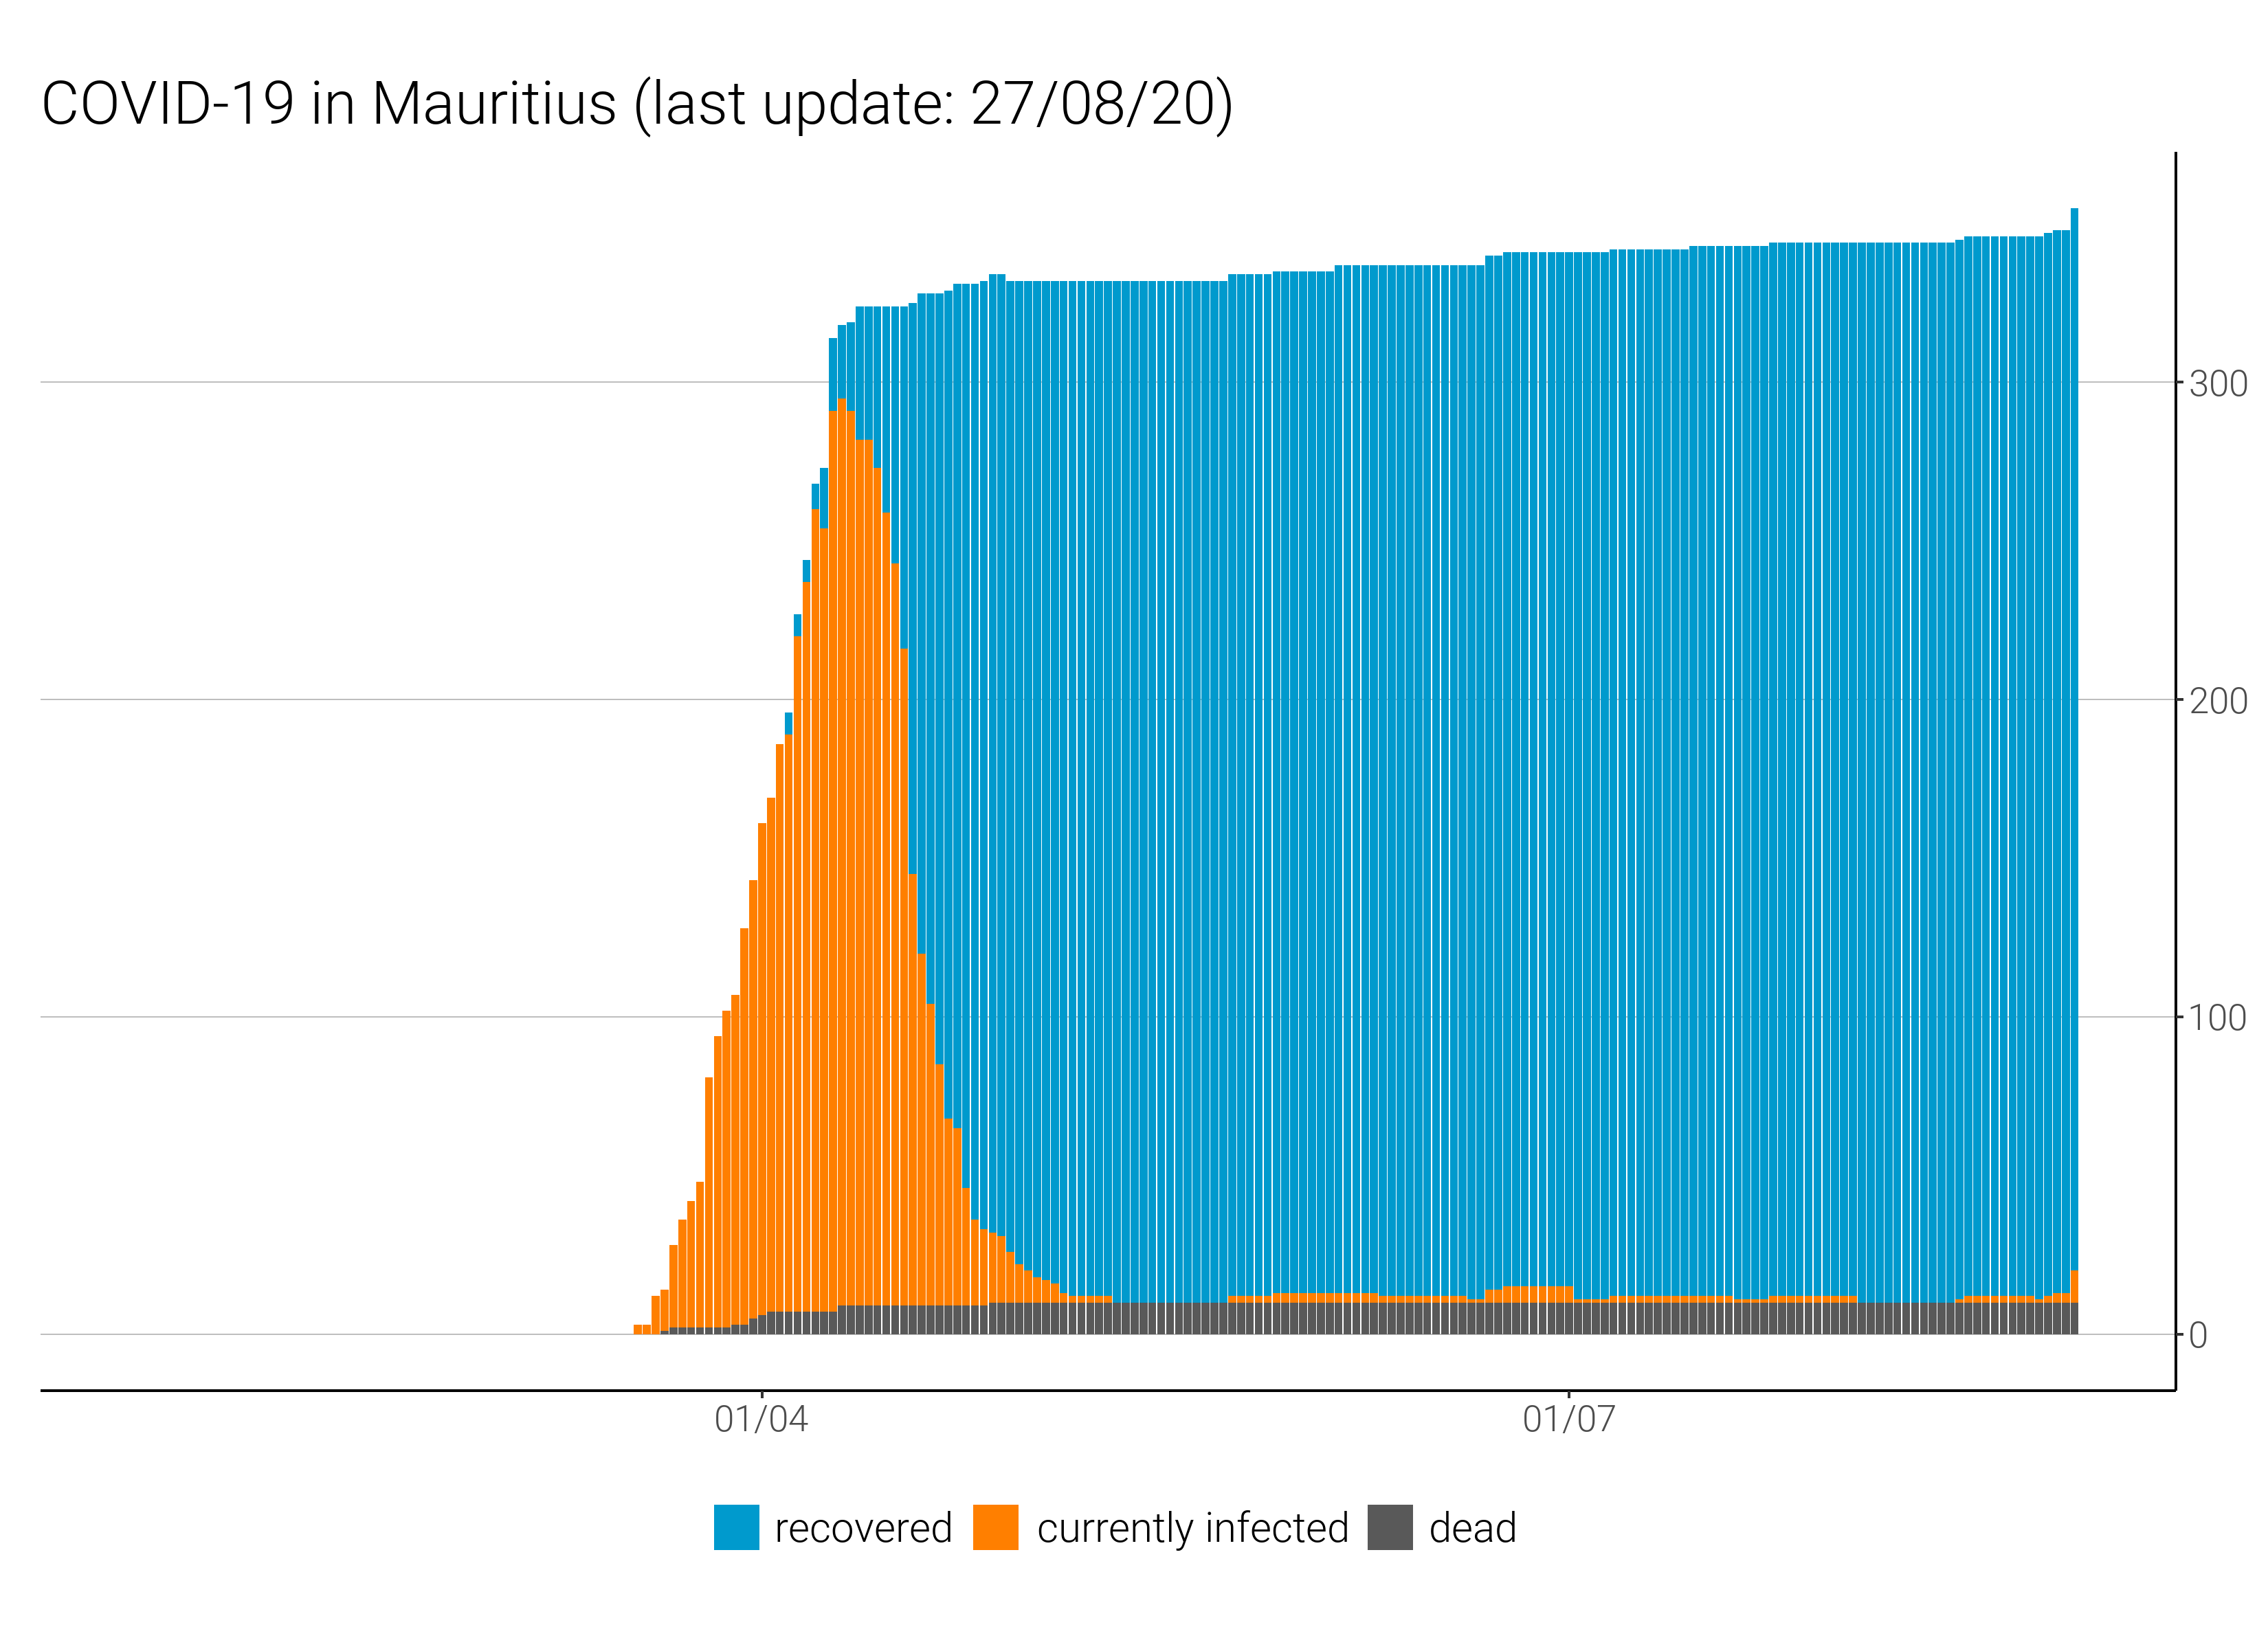 COVID-19 in Mauritius (last update: 27/08/20)
300
200
100
0
01/04 01/07
recovered currently infected dead